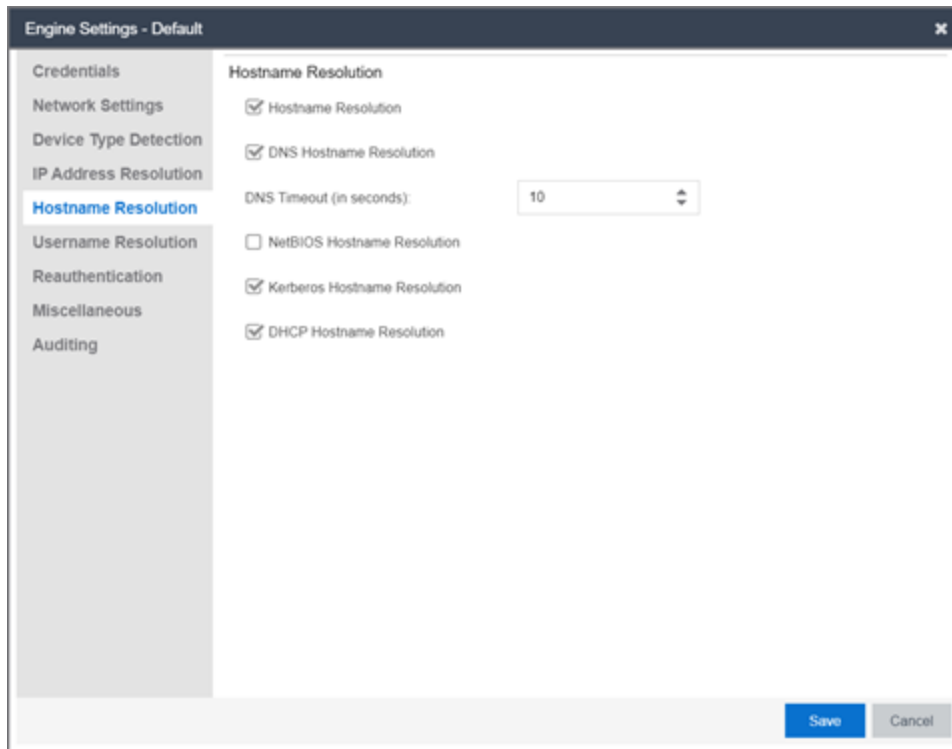 Engine Settings - Default
Credentials
Network Settings
Device Type Detection
IP Address Resolution
Hostname Resolution
Username Resolution
Reauthentication
Miscellaneous
Auditing
Hostname Resolution
Hostname Resolution
DNS Hostname Resolution
DNS Timeout (in seconds): 10
NetBIOS Hostname Resolution
Kerberos Hostname Resolution
DHCP Hostname Resolution
Save Cancel